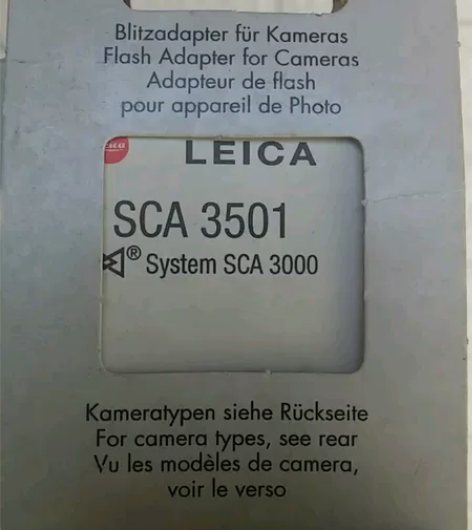 Blitzadapter für Kameras
Flash Adapter for Cameras
Adapteur de flash
pour appareil de Photo
LEICA
SCA 3501
® System SCA 3000
Kameratypen siehe Rückseite
For camera types, see rear
Vu les modèles de camera,
voir le verso